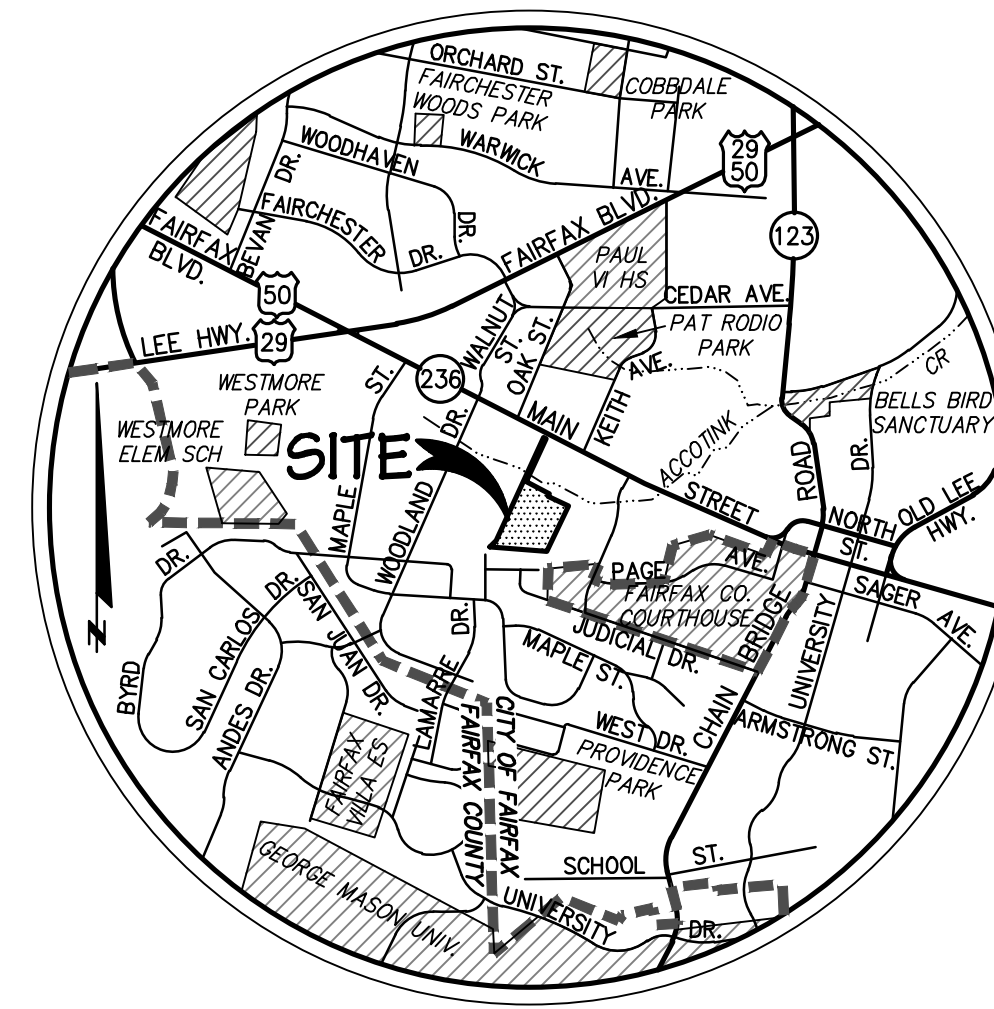 ORCHARD ST.
FAIRCHESTER
WOODS PARK
COBBDALE
PARK
WOODHAVEN
DR.
WARWICK
AVE.
29
50
BEVAN
DR.
FAIRCHESTER
DR.
FAIRFAX BLVD.
123
FAIRFAX
BLVD.
50
PAUL
VI HS
CEDAR AVE.
LEE HWY.
29
WALNUT
ST.
OAK ST.
PAT RODIO
PARK
236
KEITH
AVE.
WESTMORE
PARK
WESTMORE
ELEM SCH
MAIN
STREET
SITE
MAPLE
ST.
WOODLAND
DR.
ACCOTINK
CR
BELLS BIRD
SANCTUARY
ROAD
DR.
NORTH
ST.
OLD LEE
HWY.
N
DR.
BYRD
SAN CARLOS
DR.
SAN JUAN DR.
ANDES DR.
LAMARRE
DR.
PAGE
AVE.
FAIRFAX CO.
COURTHOUSE
SAGER
AVE.
JUDICIAL DR.
MAPLE ST.
CHAIN
BRIDGE
UNIVERSITY
ARMSTRONG ST.
WEST DR.
PROVIDENCE
PARK
FAIRFAX
VILLA ES
CITY OF FAIRFAX
FAIRFAX COUNTY
SCHOOL
ST.
GEORGE MASON UNIV.
UNIVERSITY
DR.